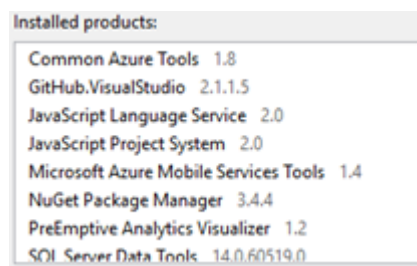 Installed products:
Common Azure Tools 1.8
GitHub.VisualStudio 2.1.1.5
JavaScript Language Service 2.0
JavaScript Project System 2.0
Microsoft Azure Mobile Services Tools 1.4
NuGet Package Manager 3.4.4
PreEmptive Analytics Visualizer 1.2
SQL Server Data Tools 14.0.60519.0